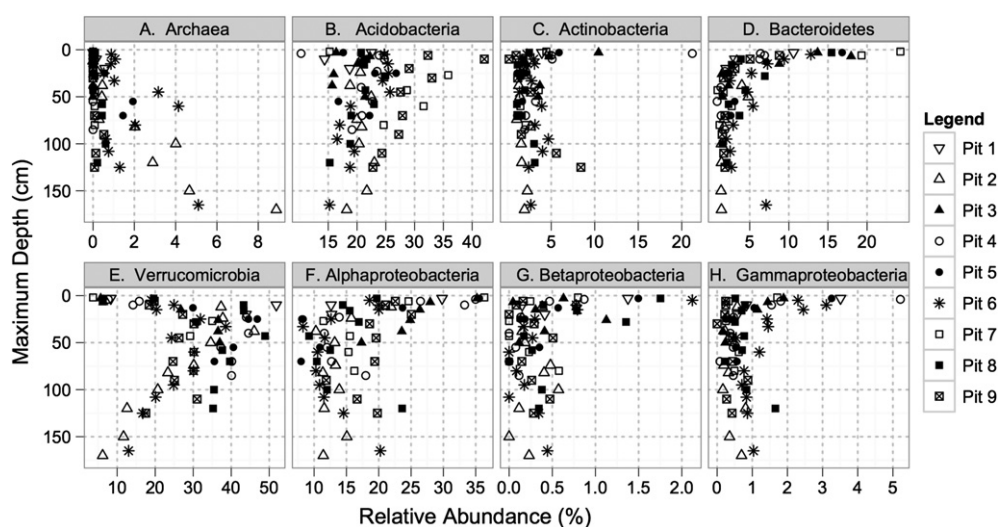 A. Archaea
B. Acidobacteria
C. Actinobacteria
D. Bacteroidetes
0
50
100
150
0 2 4 6 8
10 15 20 25 30 35 40
5 10 15 20
5 10 15 20
E. Verrucomicrobia
F. Alphaproteobacteria
G. Betaproteobacteria
H. Gammaproteobacteria
0
50
100
150
10 20 30 40 50
10 15 20 25 30 35
0.0 0.5 1.0 1.5 2.0
0 1 2 3 4 5
Maximum Depth (cm)
Relative Abundance (%)
Legend
Pit 1
Pit 2
Pit 3
Pit 4
Pit 5
Pit 6
Pit 7
Pit 8
Pit 9